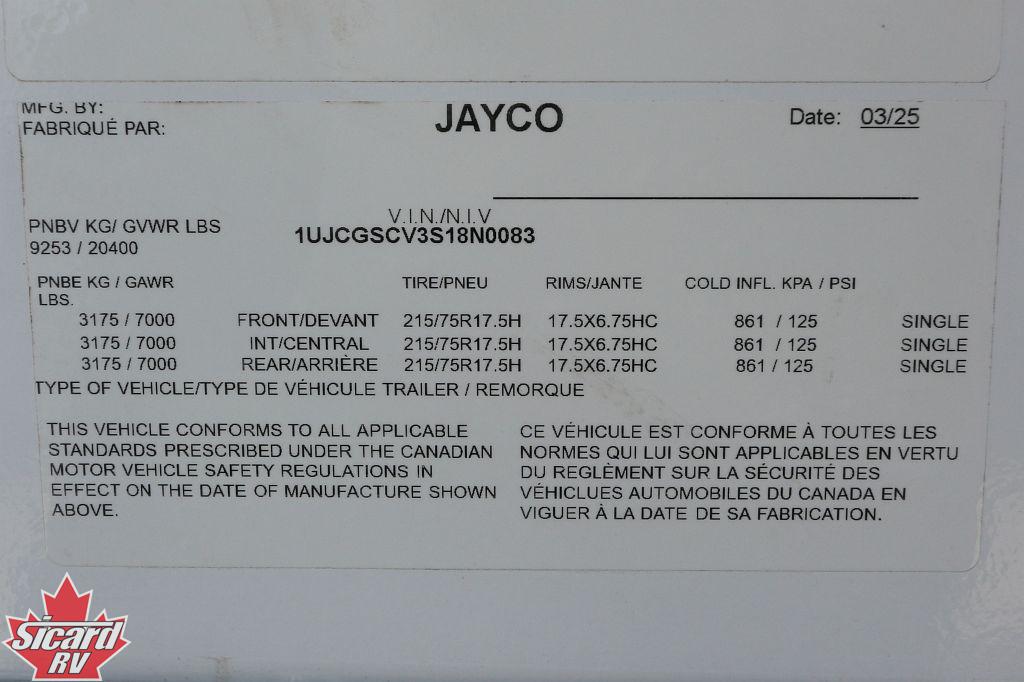 MFG. BY:
FABRIQUÉ PAR:
JAYCO
Date: 03/25
V.I.N./N.I.V
PNBV KG/ GVWR LBS
9253 / 20400
1UJCGSCV3S18N0083
PNBE KG / GAWR LBS. TIRE/PNEU RIMS/JANTE COLD INFL. KPA / PSI
3175 / 7000 FRONT/DEVANT 215/75R17.5H 17.5X6.75HC 861 / 125 SINGLE
3175 / 7000 INT/CENTRAL 215/75R17.5H 17.5X6.75HC 861 / 125 SINGLE
3175 / 7000 REAR/ARRIÈRE 215/75R17.5H 17.5X6.75HC 861 / 125 SINGLE
TYPE OF VEHICLE/TYPE DE VÉHICULE TRAILER / REMORQUE
THIS VEHICLE CONFORMS TO ALL APPLICABLE
STANDARDS PRESCRIBED UNDER THE CANADIAN
MOTOR VEHICLE SAFETY REGULATIONS IN
EFFECT ON THE DATE OF MANUFACTURE SHOWN
ABOVE.
CE VÉHICULE EST CONFORME À TOUTES LES
NORMES QUI LUI SONT APPLICABLES EN VERTU
DU REGLÈMENT SUR LA SÉCURITÉ DES
VÉHICLUES AUTOMOBILES DU CANADA EN
VIGUER À LA DATE DE SA FABRICATION.
Sicard
RV